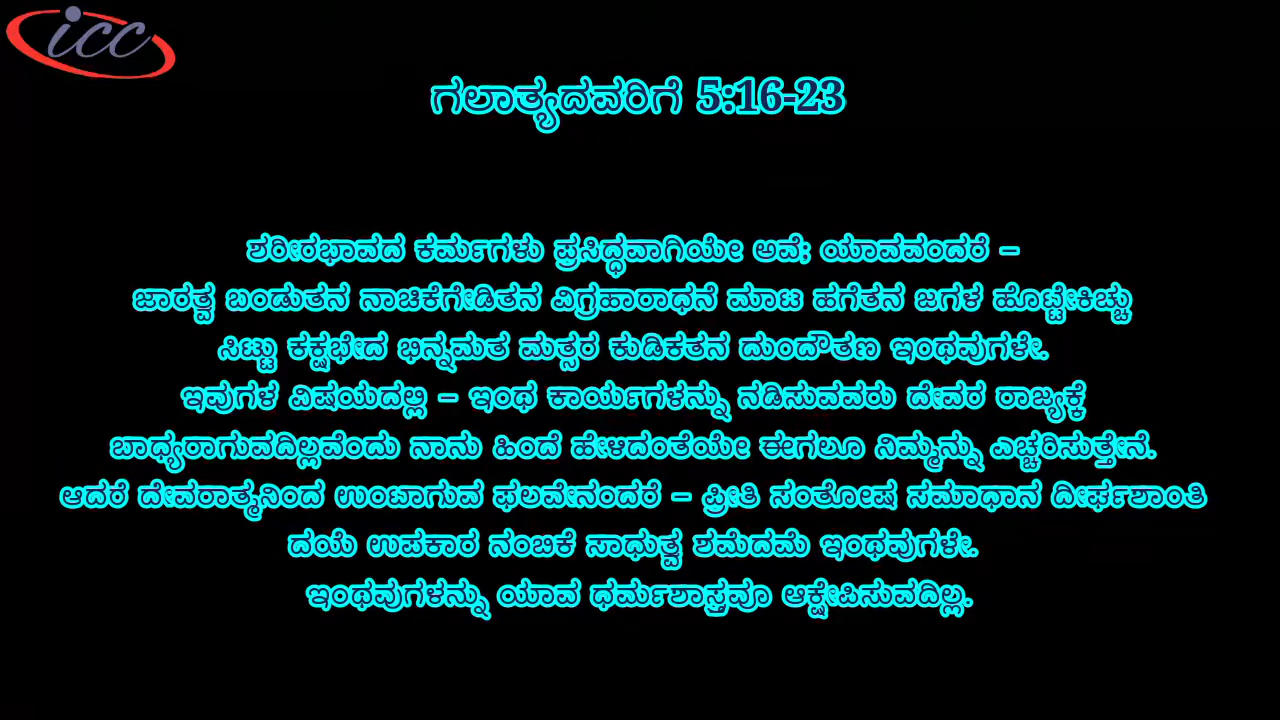 icc
ಗಲಾತ್ಯದವರಿಗೆ 5:16-23
ಶರೀರಭಾವದ ಕರ್ಮಗಳು ಪ್ರಸಿದ್ಧವಾಗಿಯೇ ಅವೆ; ಯಾವವಂದರೆ –
ಜಾರತ್ವ ಬಂಡುತನ ನಾಚಿಕೆಗೇಡಿತನ ವಿಗ್ರಹಾರಾಧನೆ ಮಾಟ ಹಗೆತನ ಜಗಳ ಹೊಟ್ಟೇಕಿಚ್ಚು
ಸಿಟ್ಟು ಕಕ್ಷಭೇದ ಭಿನ್ನಮತ ಮತ್ಸರ ಕುಡಿಕತನ ದುಂದೌತಣ ಇಂಥವುಗಳೇ.
ಇವುಗಳ ವಿಷಯದಲ್ಲಿ – ಇಂಥ ಕಾರ್ಯಗಳನ್ನು ನಡಿಸುವವರು ದೇವರ ರಾಜ್ಯಕ್ಕೆ
ಬಾಧ್ಯರಾಗುವದಿಲ್ಲವೆಂದು ನಾನು ಹಿಂದೆ ಹೇಳಿದಂತೆಯೇ ಈಗಲೂ ನಿಮ್ಮನ್ನು ಎಚ್ಚರಿಸುತ್ತೇನೆ.
ಆದರೆ ದೇವರಾತ್ಮನಿಂದ ಉಂಟಾಗುವ ಫಲವೇನಂದರೆ – ಪ್ರೀತಿ ಸಂತೋಷ ಸಮಾಧಾನ ದೀರ್ಘಶಾಂತಿ
ದಯೆ ಉಪಕಾರ ನಂಬಿಕೆ ಸಾಧುತ್ವ ಶಮೆದಮೆ ಇಂಥವುಗಳೇ.
ಇಂಥವುಗಳನ್ನು ಯಾವ ಧರ್ಮಶಾಸ್ತ್ರವೂ ಆಕ್ಷೇಪಿಸುವದಿಲ್ಲ.